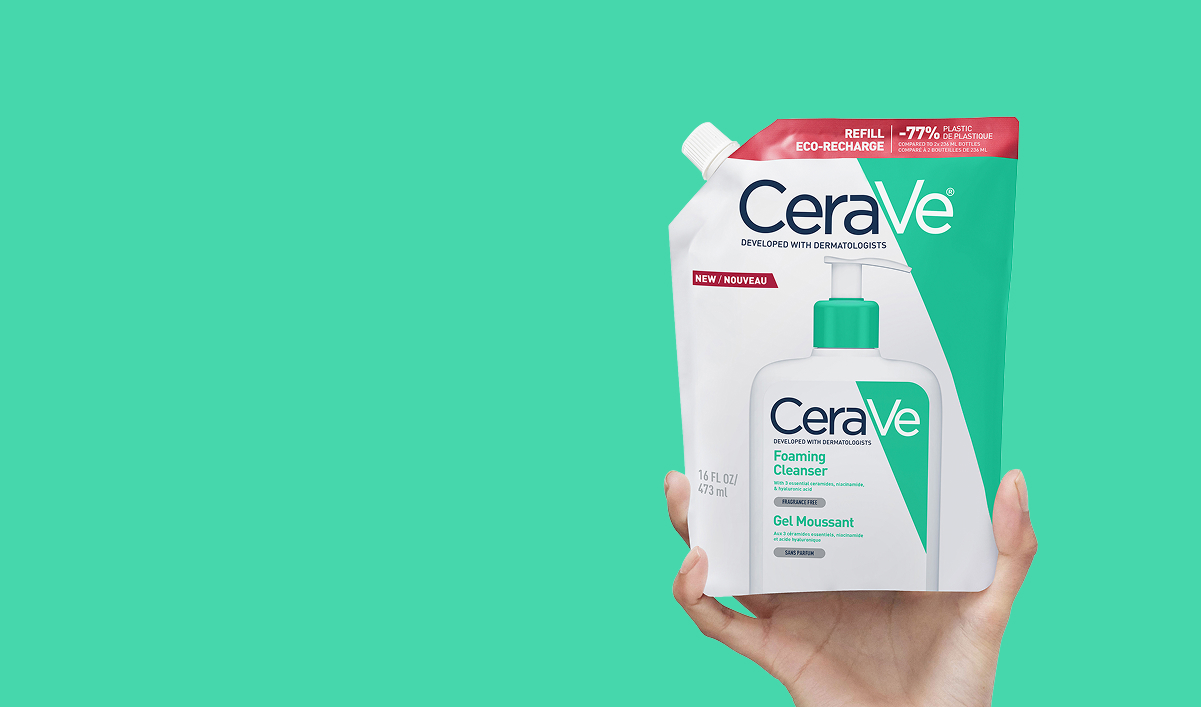 REFILL
ECO-RECHARGE
-77% PLASTIC
DE PLASTIQUE
COMPARED TO 2x 236 ML BOTTLES
COMPARÉ À 2 BOUTEILLES DE 236 ML
CeraVe®
DEVELOPED WITH DERMATOLOGISTS
NEW / NOUVEAU
CeraVe
DEVELOPED WITH DERMATOLOGISTS
Foaming
Cleanser
With 3 essential ceramides, niacinamide,
& hyaluronic acid
FRAGRANCE FREE
Gel Moussant
Aux 3 céramides essentiels, niacinamide
et acide hyaluronique
SANS PARFUM
16 FL OZ/
473 ml